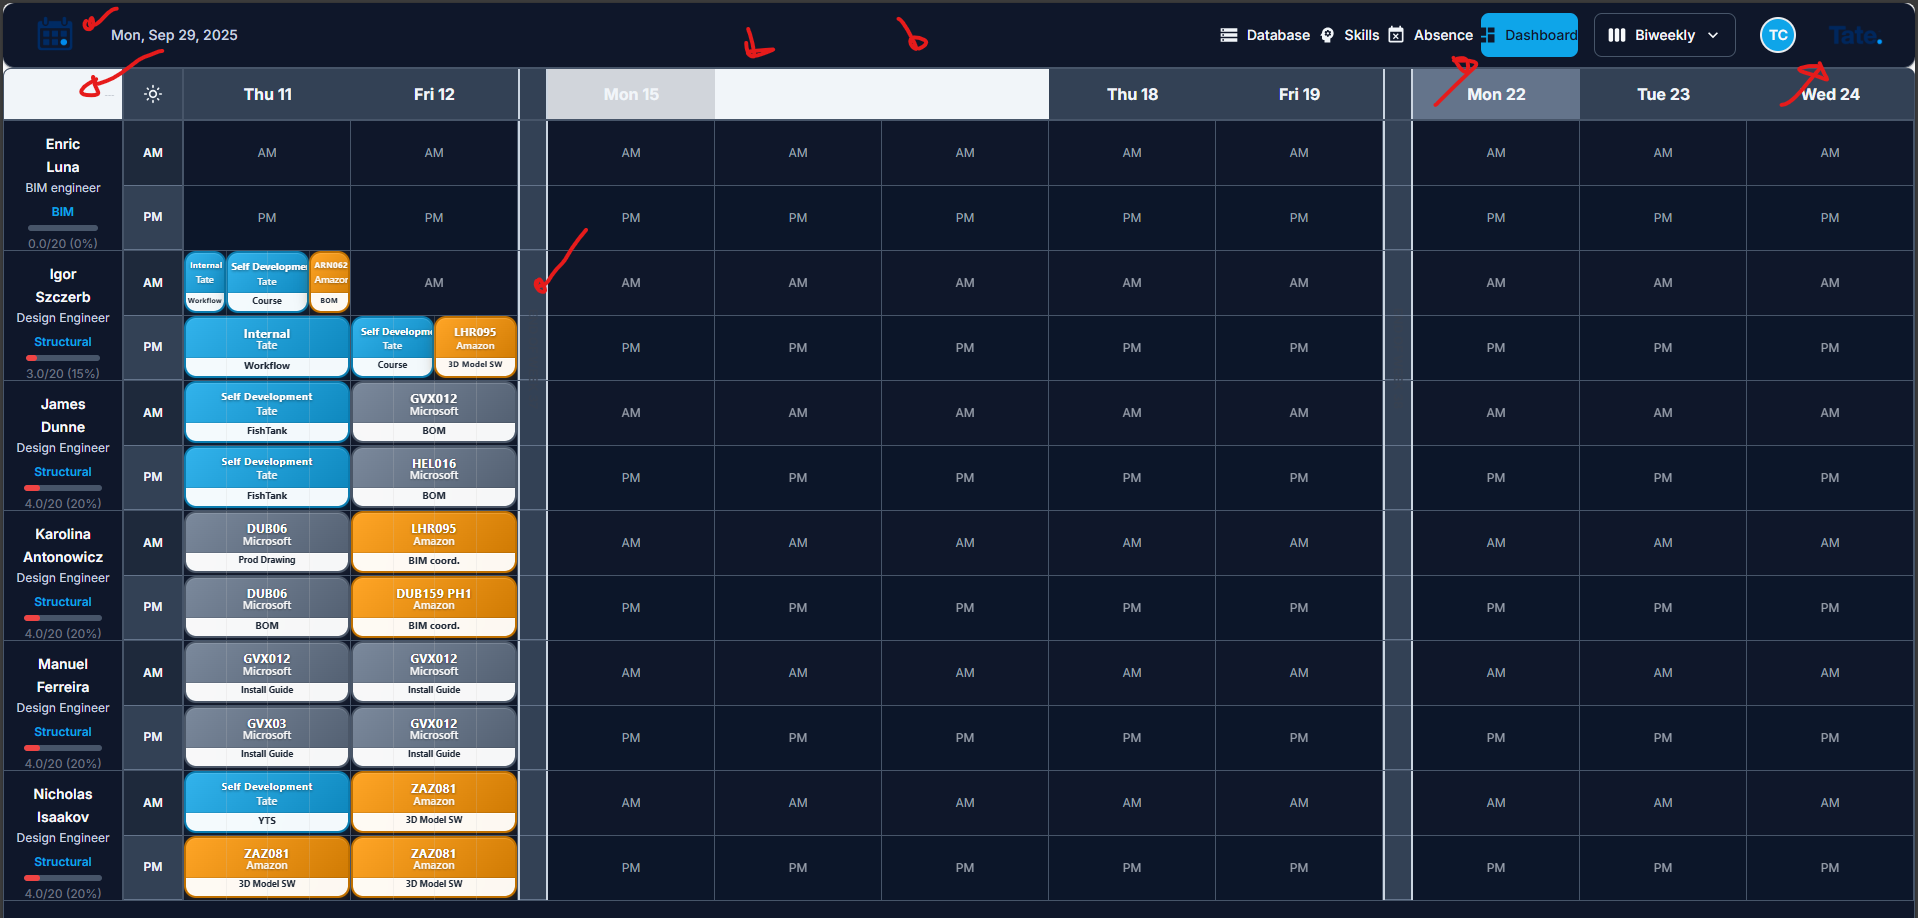 Mon, Sep 29, 2025
Database Skills Absence Dashboard Biweekly TC Tate.
Thu 11 Fri 12 Mon 15 Thu 18 Fri 19 Mon 22 Tue 23 Wed 24
Enric
Luna
BIM engineer
BIM
0.0/20 (0%)
AM AM AM AM AM AM AM AM AM AM AM
PM PM PM PM PM PM PM PM PM PM PM
Igor
Szczerb
Design Engineer
Structural
3.0/20 (15%)
AM
Internal
Tate
Workflow
Self Developme
Tate
Course
ARN062
Amazon
BOM
AM AM AM AM AM AM AM AM AM
PM
Internal
Tate
Workflow
Self Developm
Tate
Course
LHR095
Amazon
3D Model SW
PM PM PM PM PM PM PM PM
James
Dunne
Design Engineer
Structural
4.0/20 (20%)
AM
Self Development
Tate
FishTank
GVX012
Microsoft
BOM
AM AM AM AM AM AM AM AM
PM
Self Development
Tate
FishTank
HEL016
Microsoft
BOM
PM PM PM PM PM PM PM PM
Karolina
Antonowicz
Design Engineer
Structural
4.0/20 (20%)
AM
DUB06
Microsoft
Prod Drawing
LHR095
Amazon
BIM coord.
AM AM AM AM AM AM AM AM
PM
DUB06
Microsoft
BOM
DUB159 PH1
Amazon
BIM coord.
PM PM PM PM PM PM PM PM
Manuel
Ferreira
Design Engineer
Structural
4.0/20 (20%)
AM
GVX012
Microsoft
Install Guide
GVX012
Microsoft
Install Guide
AM AM AM AM AM AM AM AM
PM
GVX03
Microsoft
Install Guide
GVX012
Microsoft
Install Guide
PM PM PM PM PM PM PM PM
Nicholas
Isaakov
Design Engineer
Structural
4.0/20 (20%)
AM
Self Development
Tate
YTS
ZAZ081
Amazon
3D Model SW
AM AM AM AM AM AM AM AM
PM
ZAZ081
Amazon
3D Model SW
ZAZ081
Amazon
3D Model SW
PM PM PM PM PM PM PM PM